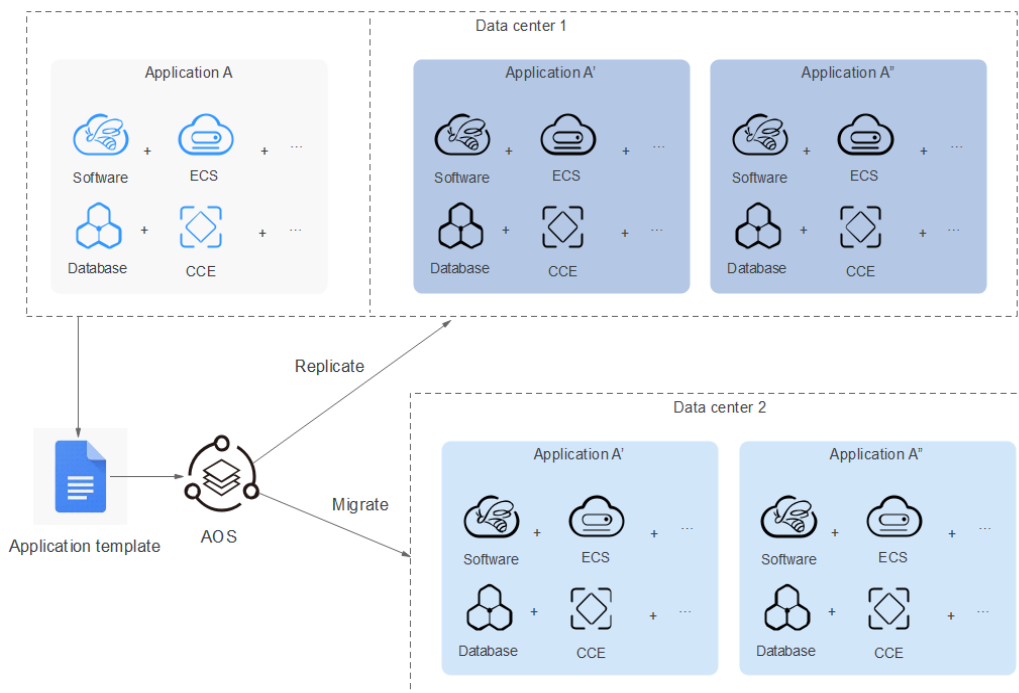 Data center 1
Application A
Software
+
ECS
+
...
Database
+
CCE
+
...
Application A'
Software
+
ECS
+
...
Database
+
CCE
+
...
Application A"
Software
+
ECS
+
...
Database
+
CCE
+
...
Replicate
Migrate
Application template
AOS
Data center 2
Application A'
Software
+
ECS
+
...
Database
+
CCE
+
...
Application A"
Software
+
ECS
+
...
Database
+
CCE
+
...